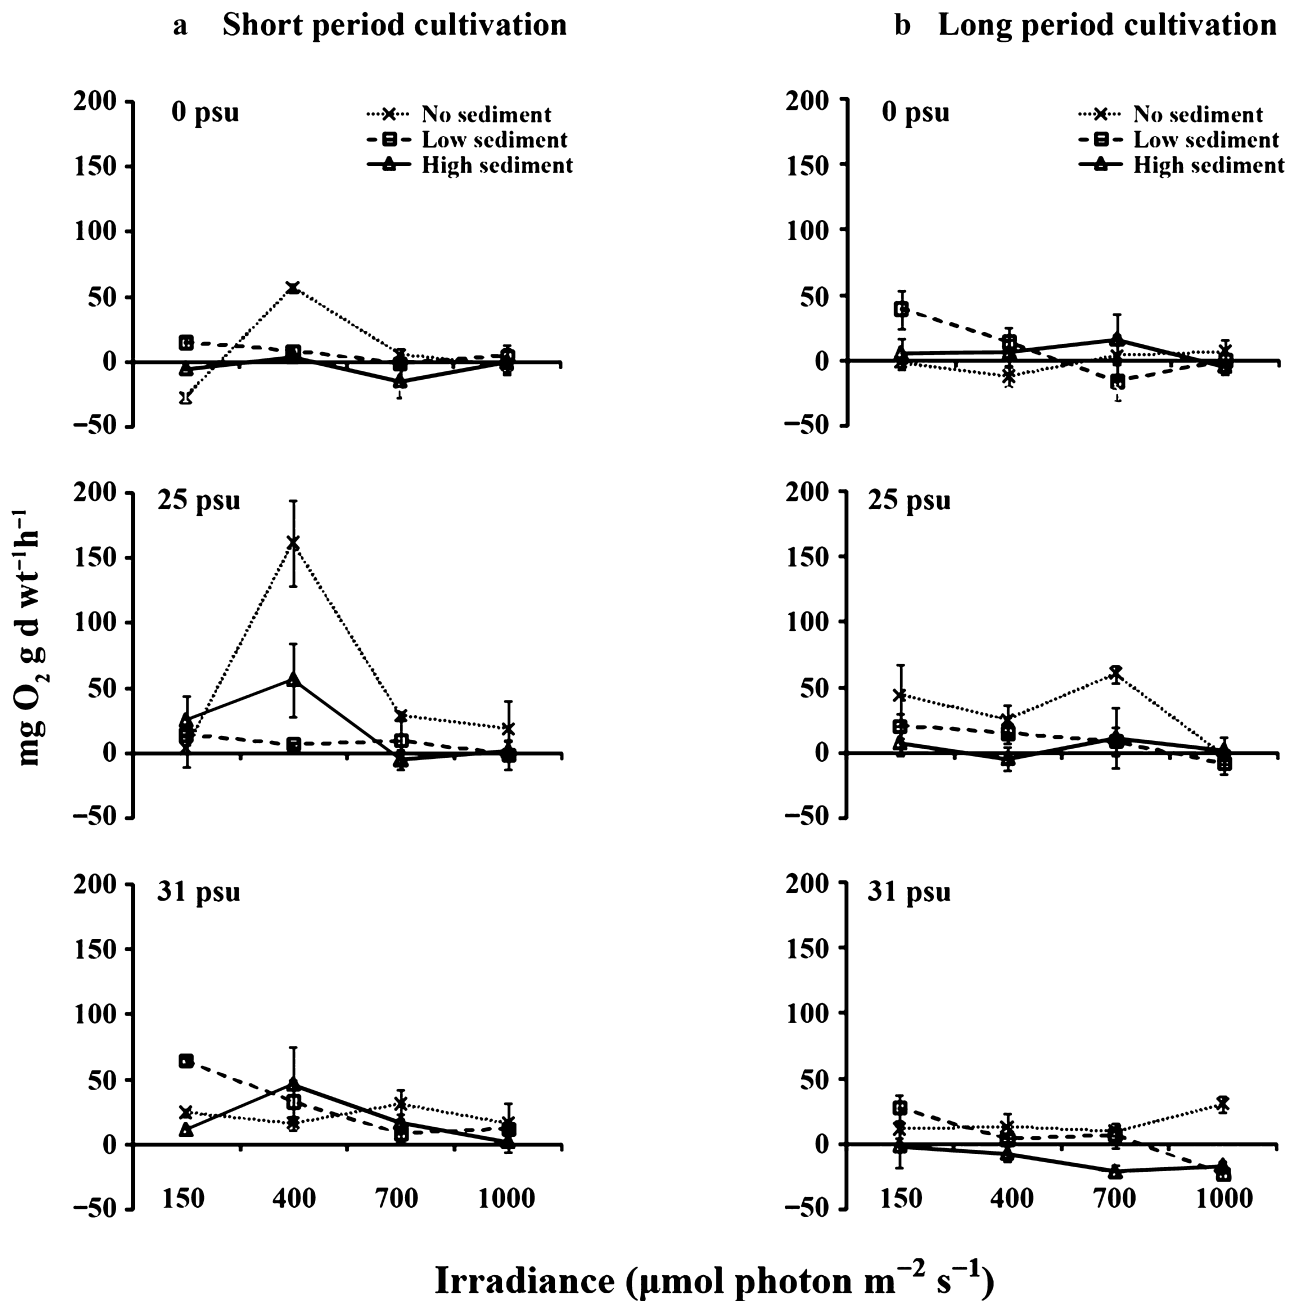 a Short period cultivation
b Long period cultivation
mg O₂ g d wt⁻¹h⁻¹
0 psu
No sediment
Low sediment
High sediment
200
150
100
50
0
−50
0 psu
No sediment
Low sediment
High sediment
200
150
100
50
0
−50
25 psu
200
150
100
50
0
−50
25 psu
200
150
100
50
0
−50
31 psu
200
150
100
50
0
−50
150 400 700 1000
31 psu
200
150
100
50
0
−50
150 400 700 1000
Irradiance (μmol photon m⁻² s⁻¹)